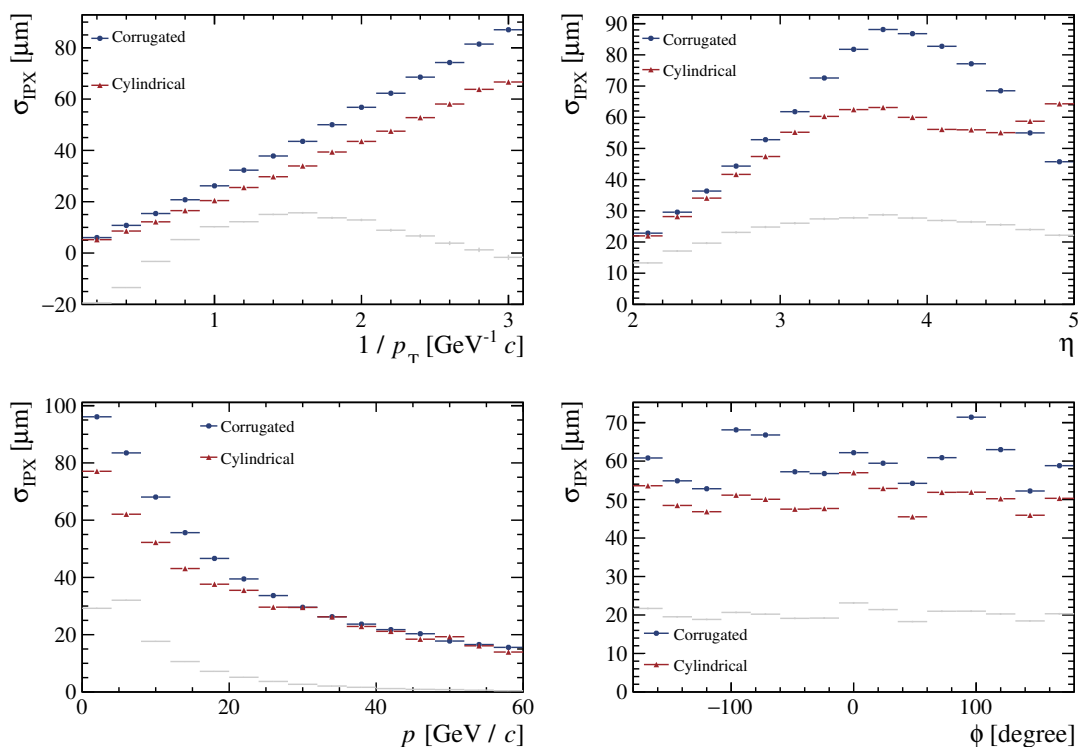 σIPX [μm]
80
60
40
20
0
−20
Corrugated
Cylindrical
1 2 3
1 / pT [GeV-1 c]
σIPX [μm]
90
80
70
60
50
40
30
20
10
0
Corrugated
Cylindrical
2 3 4 5
η
σIPX [μm]
100
80
60
40
20
0
Corrugated
Cylindrical
0 20 40 60
p [GeV / c]
σIPX [μm]
70
60
50
40
30
20
10
0
Corrugated
Cylindrical
−100 0 100
ϕ [degree]